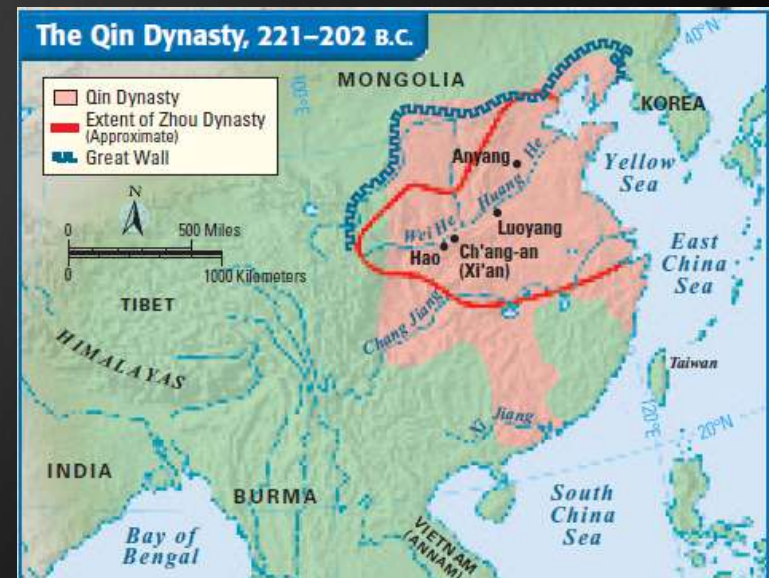 The Qin Dynasty, 221–202 B.C.
Qin Dynasty
Extent of Zhou Dynasty
(Approximate)
Great Wall
N
0 500 Miles
0 1000 Kilometers
100°E
40°N
MONGOLIA
KOREA
Anyang
Huang He
Yellow
Sea
Wei He
Luoyang
Hao
Ch'ang-an
(Xi'an)
East
China
Sea
TIBET
Chang Jiang
HIMALAYAS
Taiwan
Xi Jiang
120°E
20°N
INDIA
BURMA
Bay of
Bengal
VIETNAM
(ANNAM)
South
China
Sea